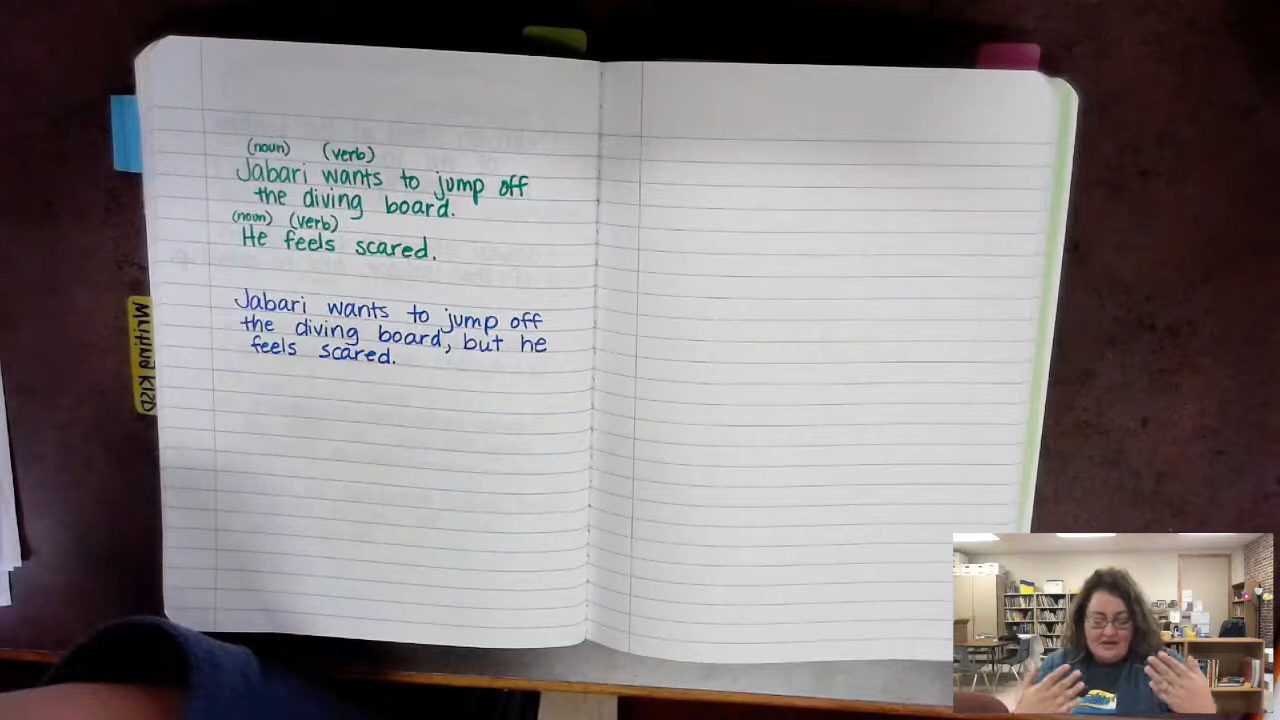 (noun) (verb)
Jabari wants to jump off
the diving board.
(noun) (verb)
He feels scared.
Jabari wants to jump off
the diving board, but he
feels scared.